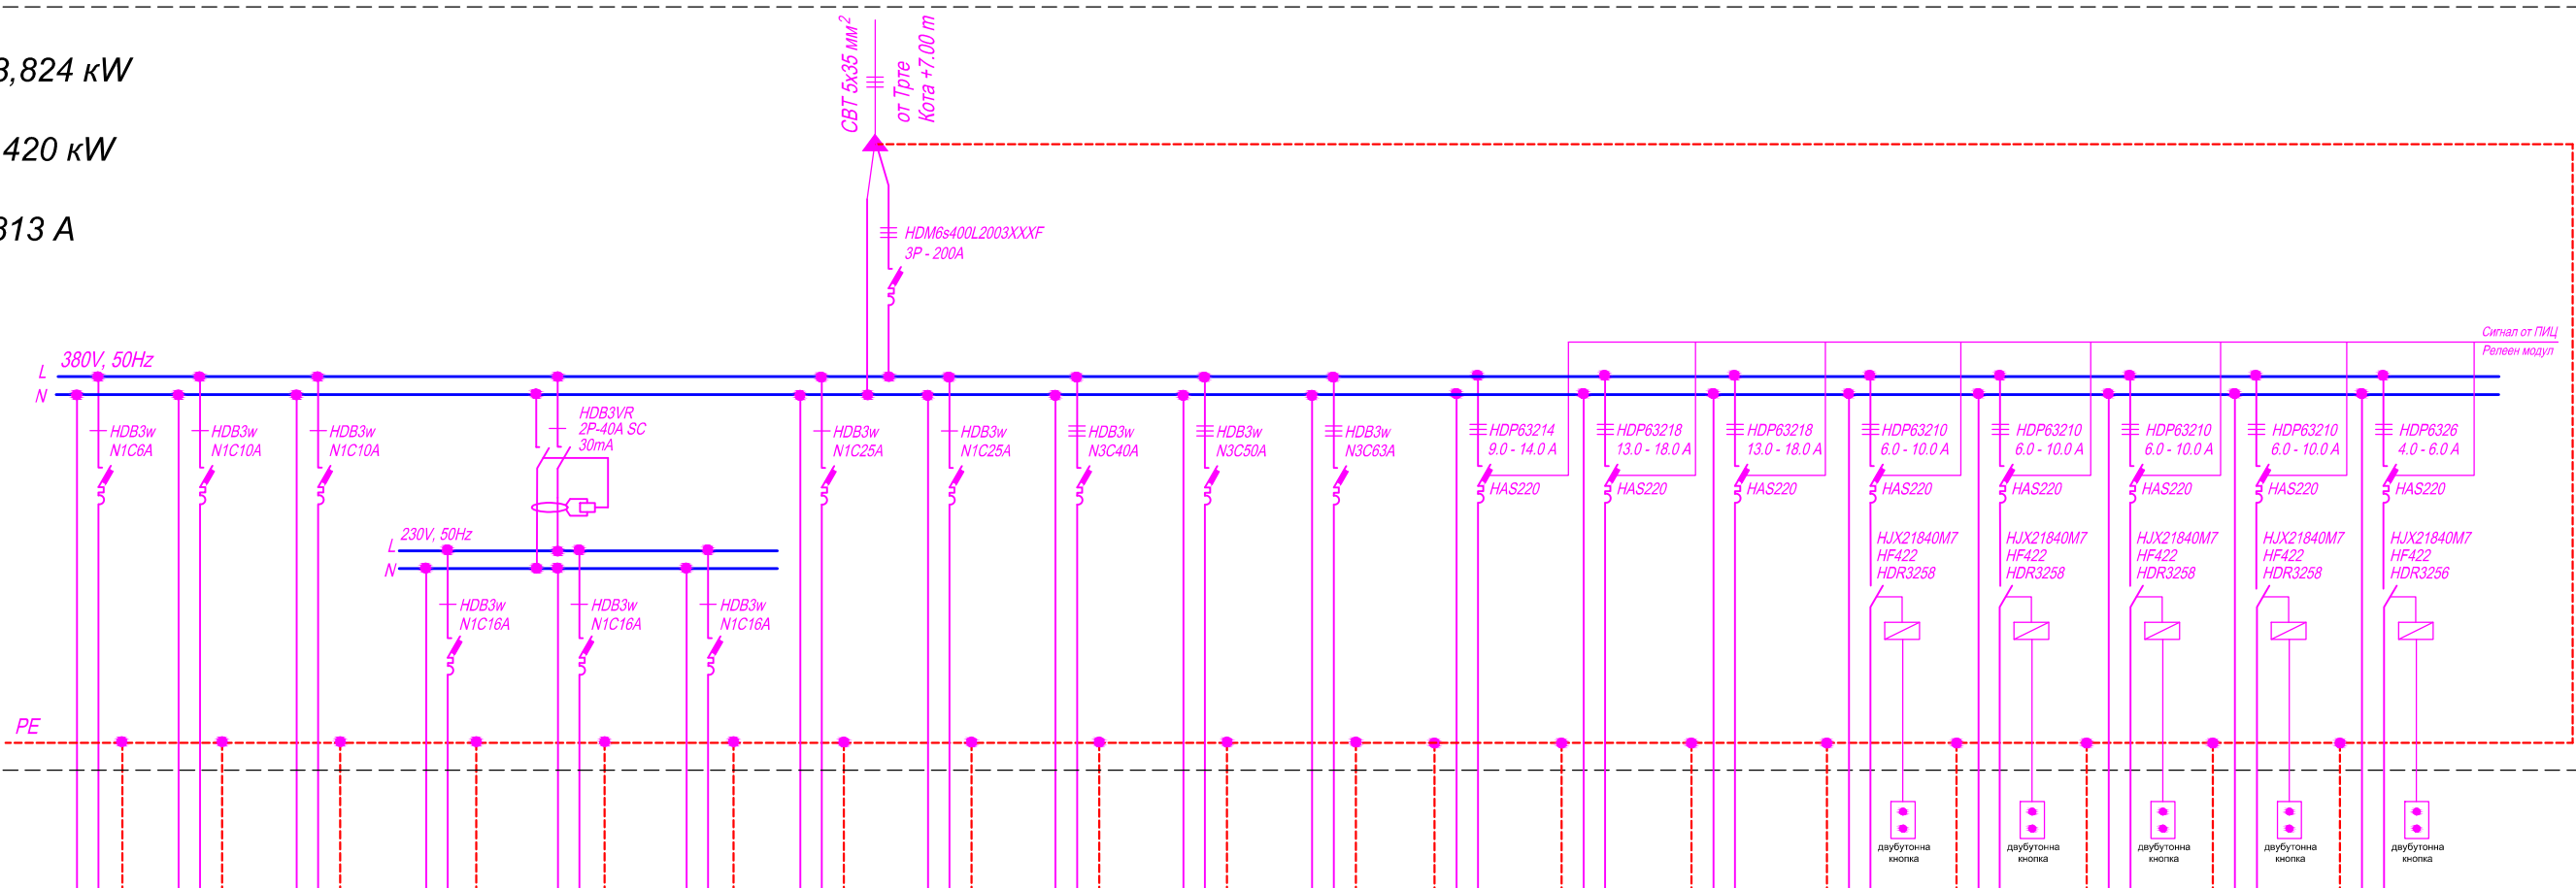 3,824 кW
420 кW
313 A
СВТ 5х35 мм²
от Трте
Кота +7.00 m
HDM6s400L2003XXXF
3P - 200A
Сигнал от ПИЦ
Релеен модул
380V, 50Hz
L
N
HDB3w
N1C6A
HDB3w
N1C10A
HDB3w
N1C10A
HDB3VR
2P-40A SC
30mA
HDB3w
N1C25A
HDB3w
N1C25A
HDB3w
N3C40A
HDB3w
N3C50A
HDB3w
N3C63A
HDP63214
9.0 - 14.0 A
HAS220
HDP63218
13.0 - 18.0 A
HAS220
HDP63218
13.0 - 18.0 A
HAS220
HDP63210
6.0 - 10.0 A
HAS220
HDP63210
6.0 - 10.0 A
HAS220
HDP63210
6.0 - 10.0 A
HAS220
HDP63210
6.0 - 10.0 A
HAS220
HDP6326
4.0 - 6.0 A
HAS220
230V, 50Hz
L
N
HDB3w
N1C16A
HDB3w
N1C16A
HDB3w
N1C16A
HJX21840M7
HF422
HDR3258
HJX21840M7
HF422
HDR3258
HJX21840M7
HF422
HDR3258
HJX21840M7
HF422
HDR3258
HJX21840M7
HF422
HDR3256
PE
двубутонна
кнопка
двубутонна
кнопка
двубутонна
кнопка
двубутонна
кнопка
двубутонна
кнопка